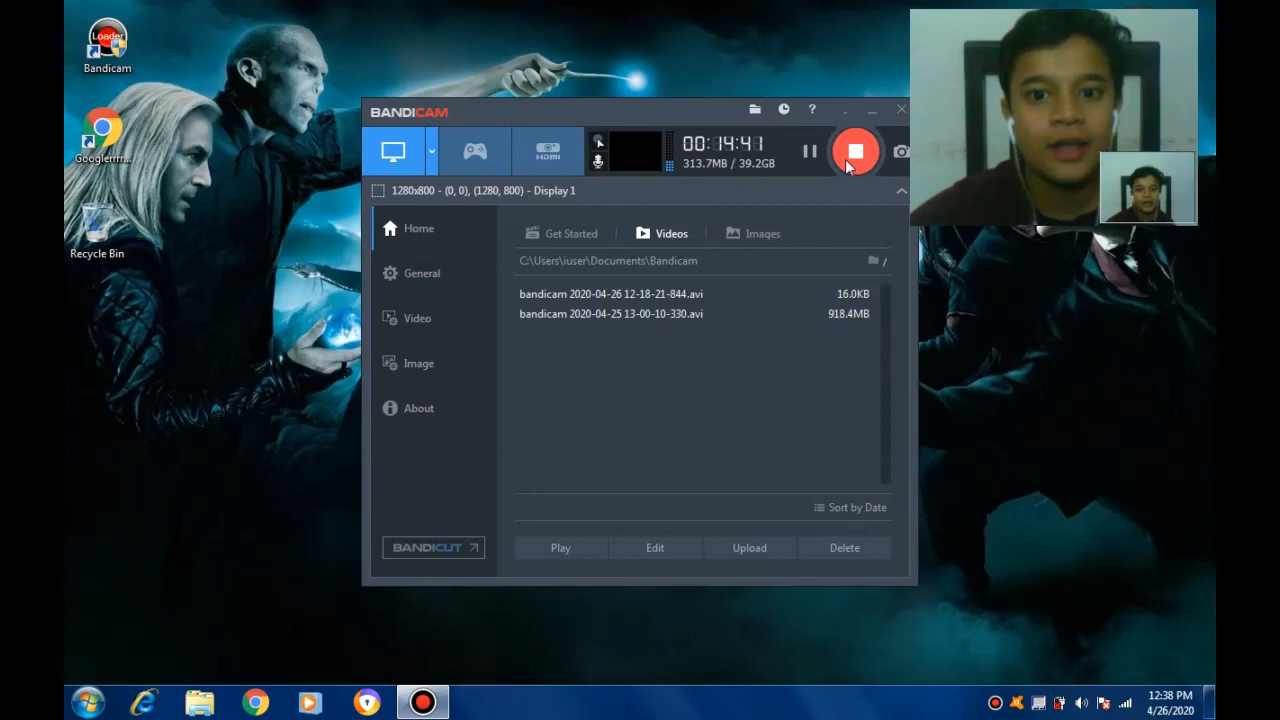 Loader
Bandicam
Googlerrrr...
Recycle Bin
BANDICAM
?
HDMI
00:14:41
313.7MB / 39.2GB
1280x800 - (0, 0), (1280, 800) - Display 1
Home
General
Video
Image
About
BANDICUT
Get Started
Videos
Images
C:\Users\iuser\Documents\Bandicam
/
bandicam 2020-04-26 12-18-21-844.avi 16.0KB
bandicam 2020-04-25 13-00-10-330.avi 918.4MB
Sort by Date
Play Edit Upload Delete
12:38 PM
4/26/2020